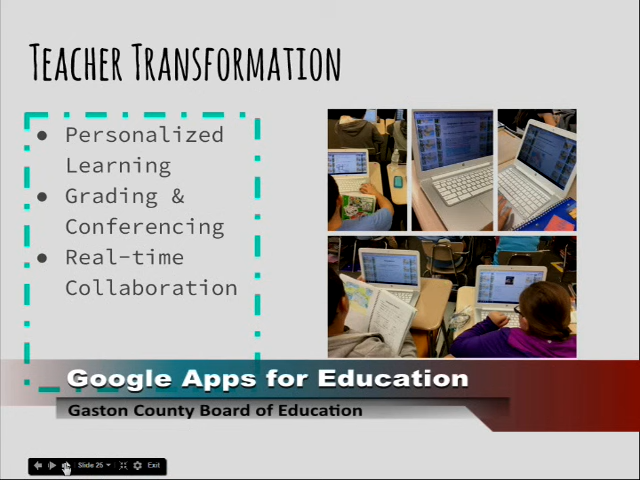 Teacher Transformation
● Personalized
Learning
● Grading &
Conferencing
● Real-time
Collaboration
Google Apps for Education
Gaston County Board of Education
Slide 25
Exit